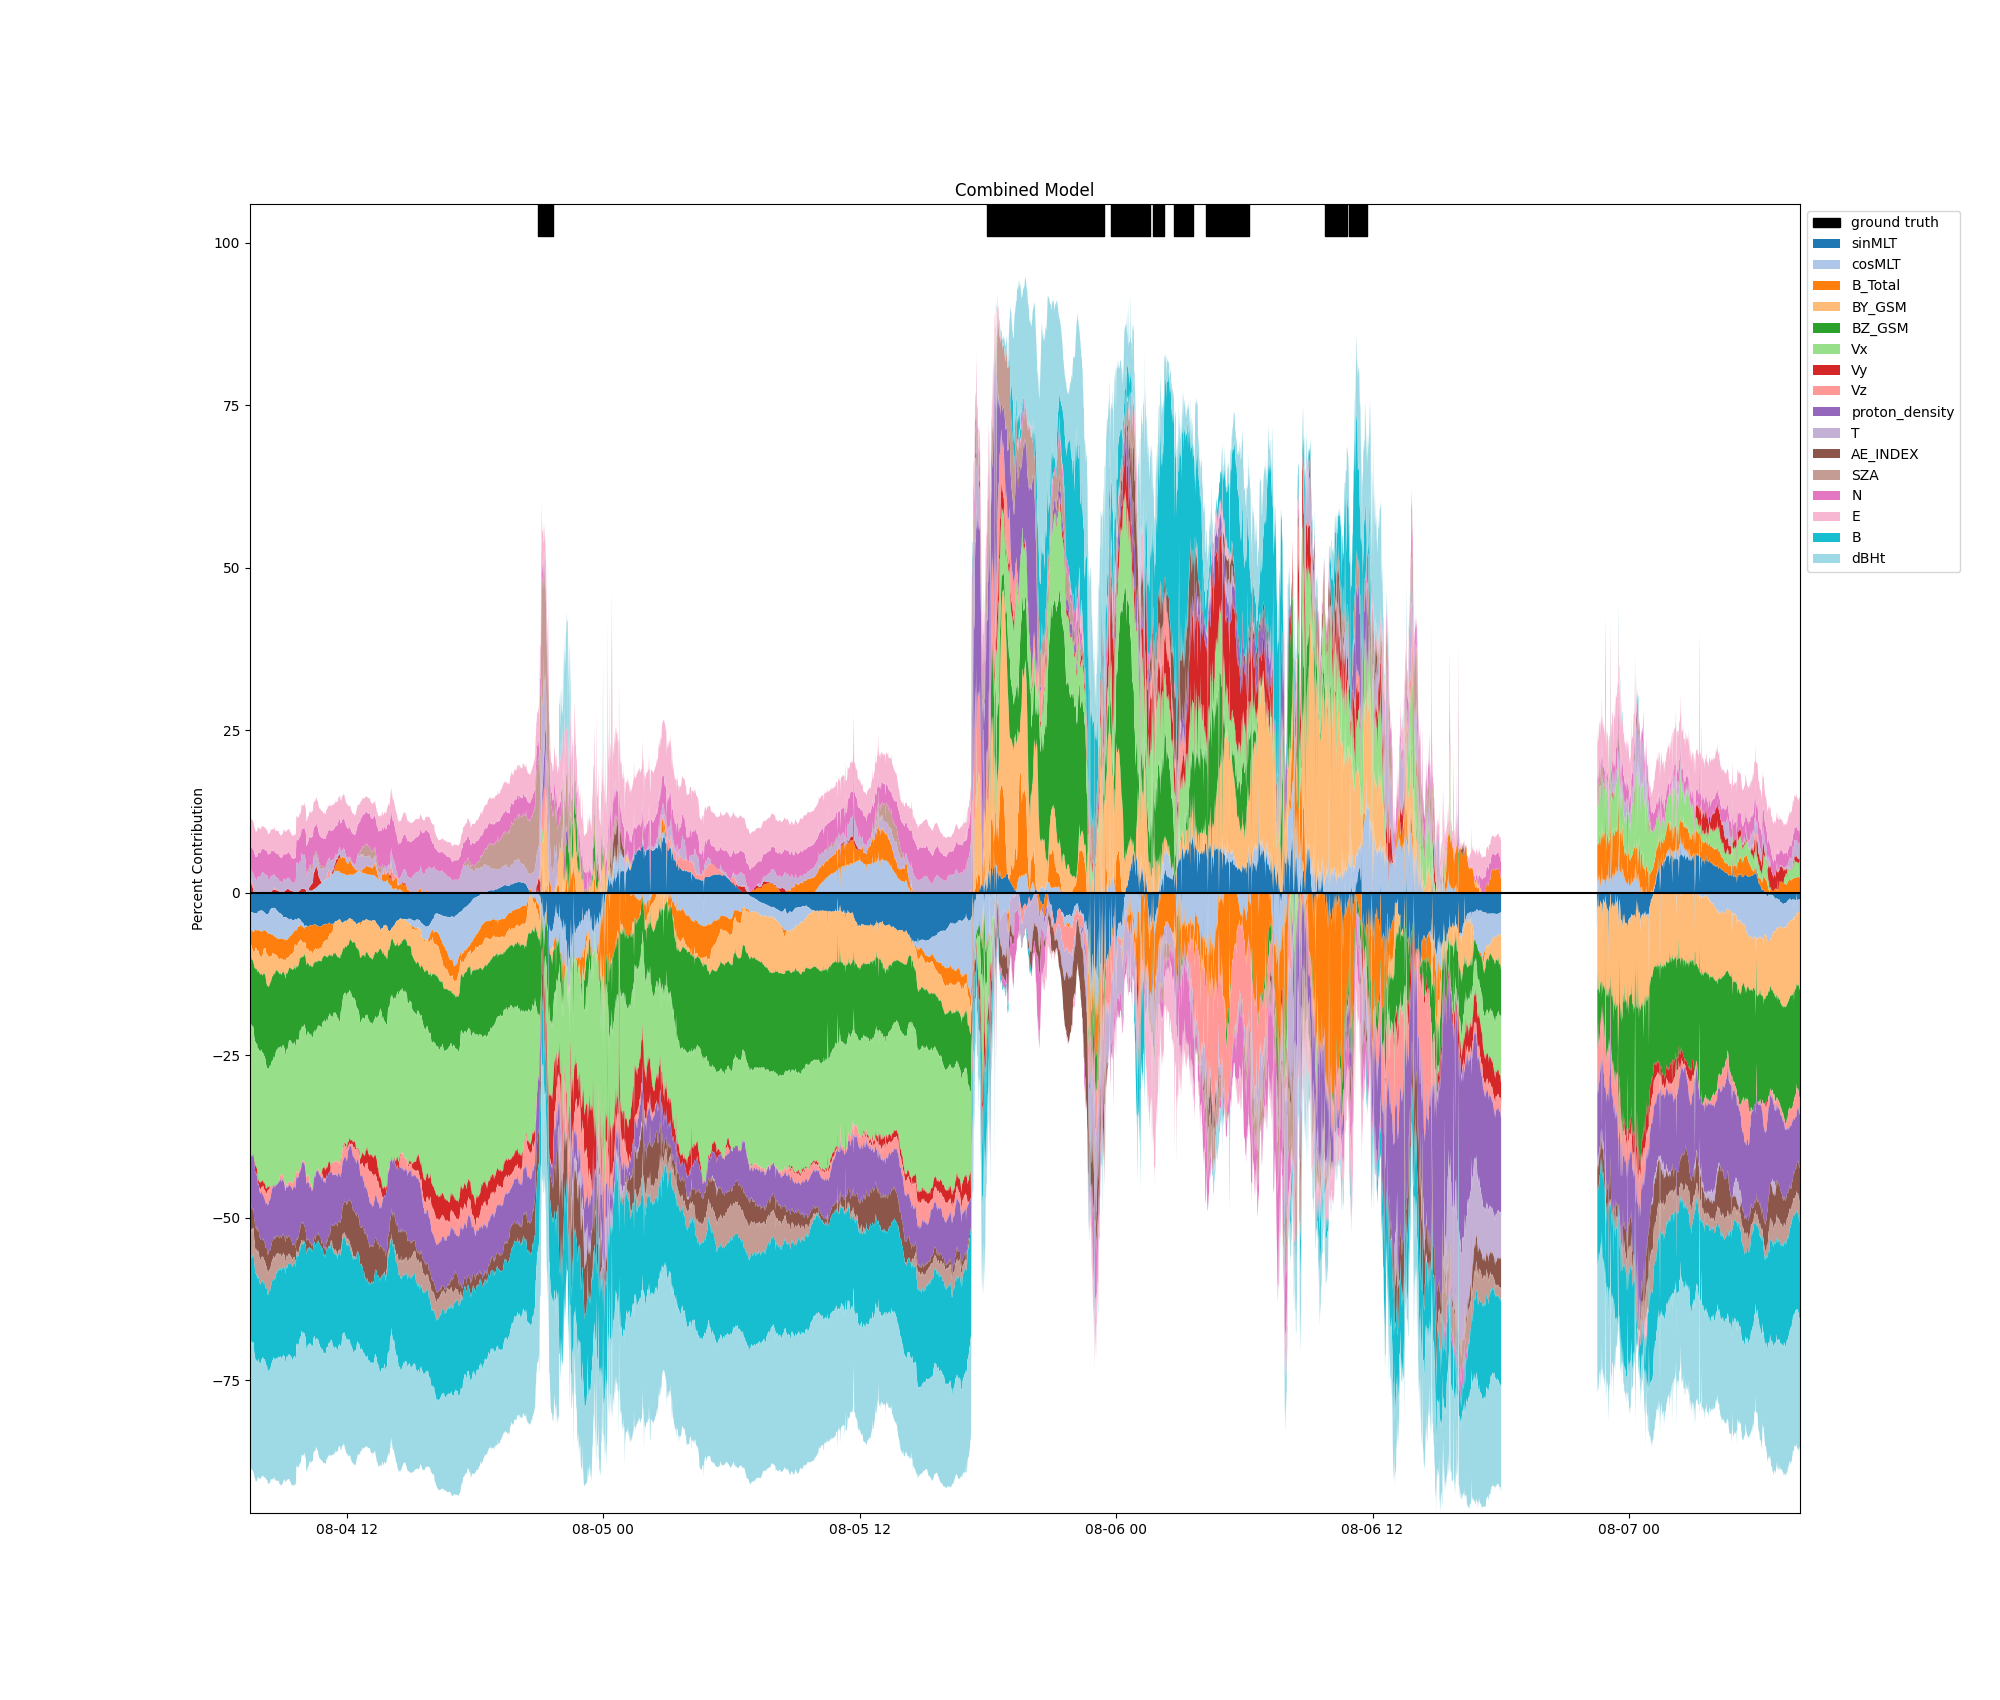 Combined Model
100
75
50
25
0
−25
−50
−75
Percent Contribution
08-04 12
08-05 00
08-05 12
08-06 00
08-06 12
08-07 00
ground truth
sinMLT
cosMLT
B_Total
BY_GSM
BZ_GSM
Vx
Vy
Vz
proton_density
T
AE_INDEX
SZA
N
E
B
dBHt